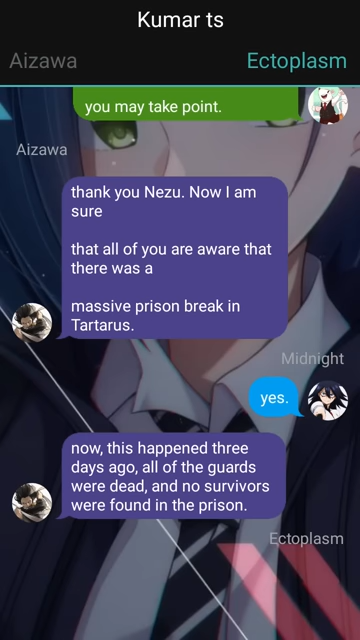 Kumar ts
Aizawa
Ectoplasm
you may take point.
Aizawa
thank you Nezu. Now I am
sure
that all of you are aware that
there was a
massive prison break in
Tartarus.
Midnight
yes.
now, this happened three
days ago, all of the guards
were dead, and no survivors
were found in the prison.
Ectoplasm